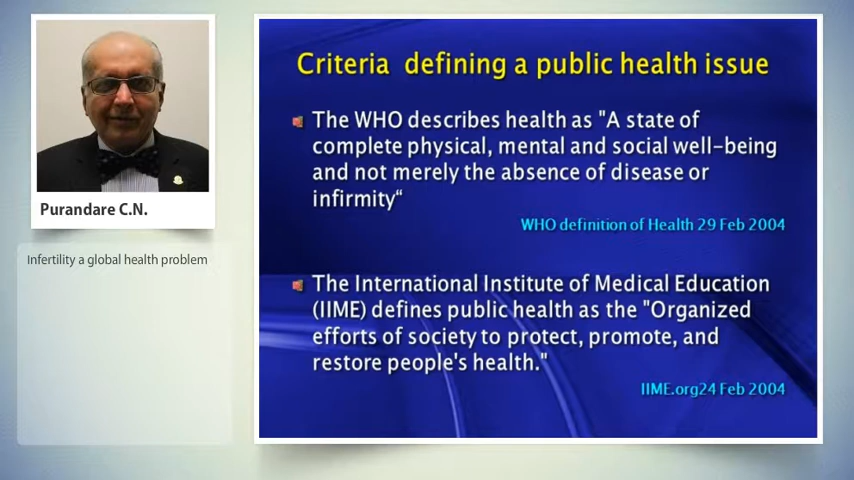 Purandare C.N.
Infertility a global health problem
Criteria defining a public health issue
The WHO describes health as "A state of
complete physical, mental and social well-being
and not merely the absence of disease or
infirmity“
WHO definition of Health 29 Feb 2004
The International Institute of Medical Education
(IIME) defines public health as the "Organized
efforts of society to protect, promote, and
restore people's health."
IIME.org24 Feb 2004